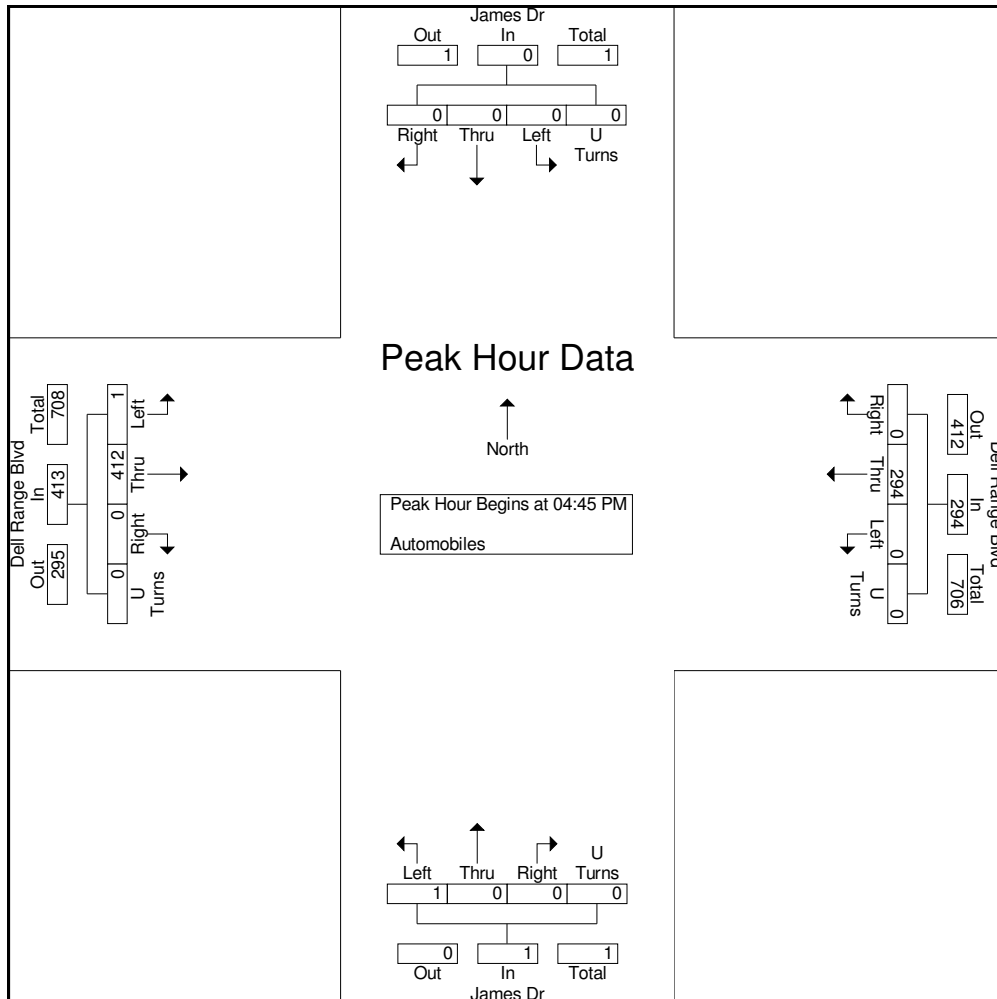 James Dr
Out In Total
1 0 1
0 0 0 0
Right Thru Left U
Turns
Peak Hour Data
North
Peak Hour Begins at 04:45 PM
Automobiles
Dell Range Blvd
Out In Total
295 413 708
0 0 412 1
U Right Thru Left
Turns
Dell Range Blvd
Out In Total
412 294 706
0 294 0 0
Right Thru Left U
Turns
U
Left Thru Right Turns
1 0 0 0
0 1 1
Out In Total
James Dr